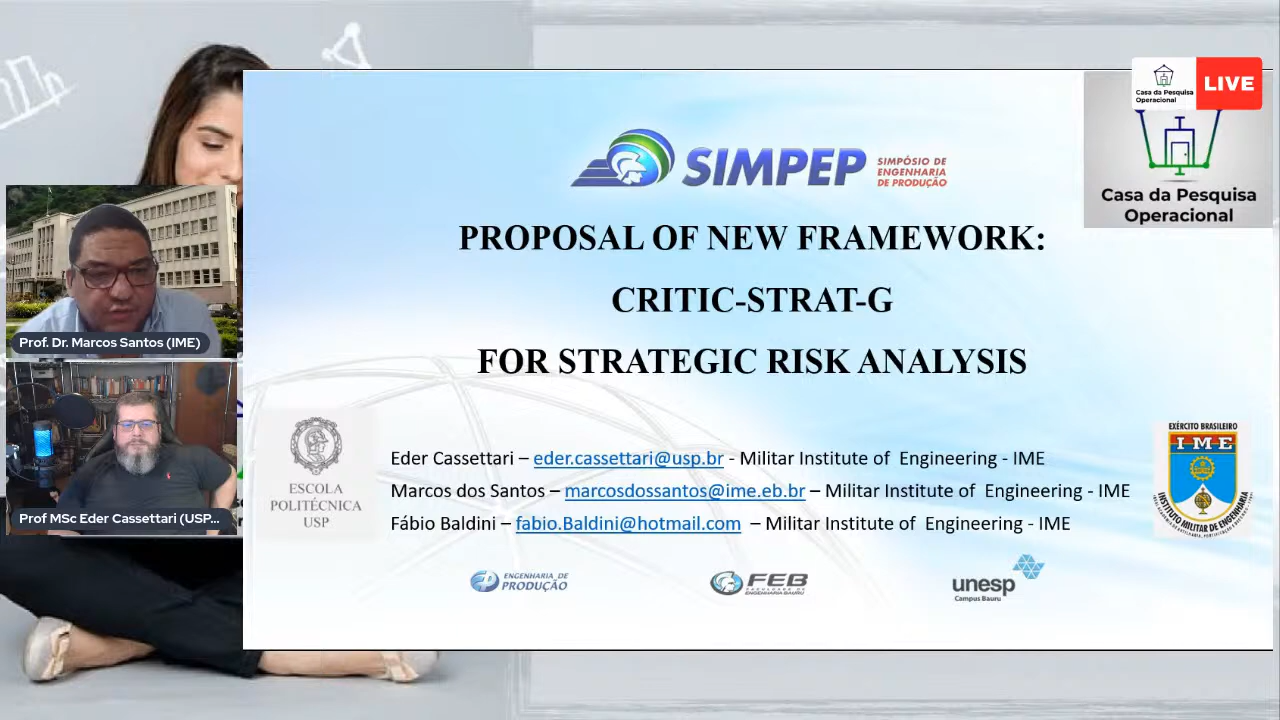 Casa da Pesquisa
Operacional
LIVE
Casa da Pesquisa
Operacional
SIMPEP
SIMPÓSIO DE
ENGENHARIA
DE PRODUÇÃO
PROPOSAL OF NEW FRAMEWORK:
CRITIC-STRAT-G
FOR STRATEGIC RISK ANALYSIS
Prof. Dr. Marcos Santos (IME)
Prof MSc Eder Cassettari (USP...
ESCOLA
POLITÉCNICA
USP
Eder Cassettari – eder.cassettari@usp.br - Militar Institute of Engineering - IME
Marcos dos Santos – marcosdossantos@ime.eb.br – Militar Institute of Engineering - IME
Fábio Baldini – fabio.Baldini@hotmail.com – Militar Institute of Engineering - IME
EXÉRCITO BRASILEIRO
IME
INSTITUTO MILITAR DE ENGENHARIA
ENGENHARIA DE
PRODUÇÃO
FEB
FACULDADE DE
ENGENHARIA BAURU
unesp
Campus Bauru